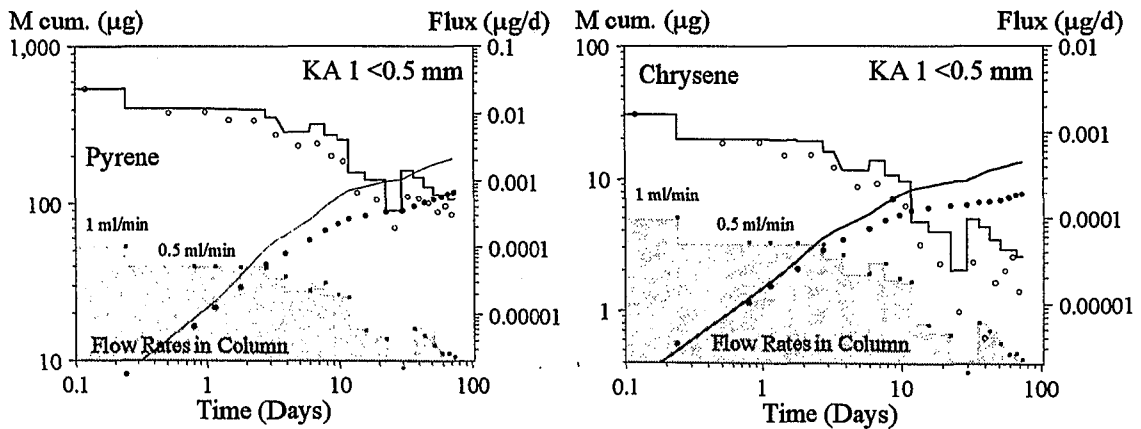 M cum. (µg) Flux (µg/d)
1,000
0.1
KA 1 <0.5 mm
0.01
Pyrene
0.001
100
1 ml/min
0.5 ml/min
0.0001
0.00001
Flow Rates in Column
10
0.1 1 10 100
Time (Days)
M cum. (µg) Flux (µg/d)
100
0.01
Chrysene KA 1 <0.5 mm
0.001
10
1 ml/min
0.5 ml/min
0.0001
1
0.00001
Flow Rates in Column
0.1 1 10 100
Time (Days)